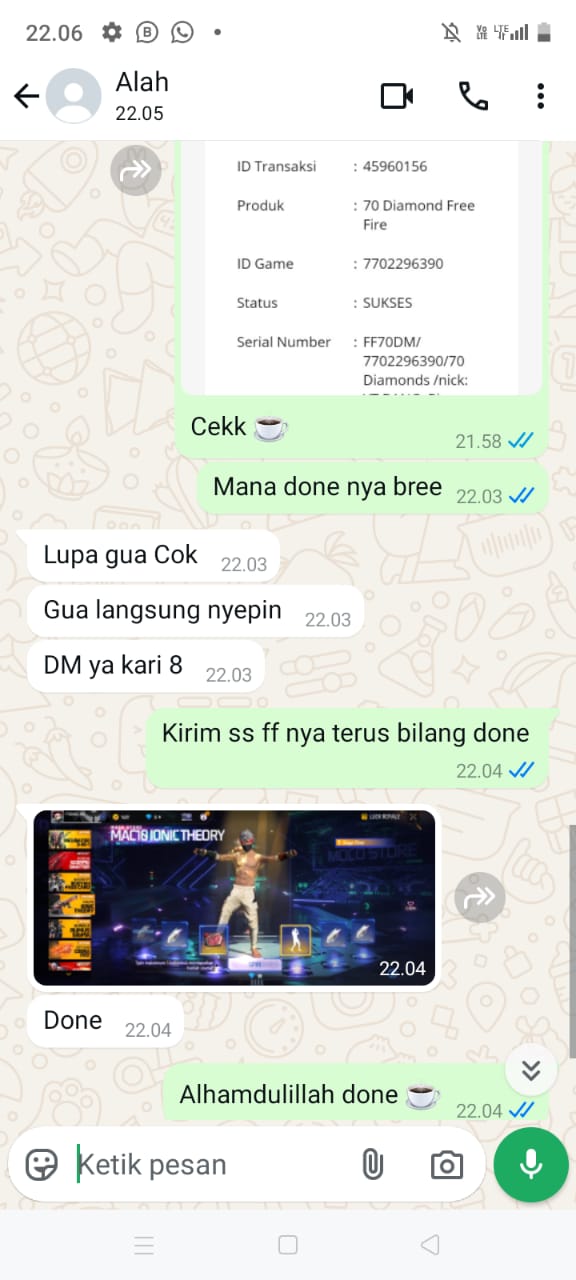 22.06
Alah
22.05
ID Transaksi : 45960156
Produk : 70 Diamond Free
Fire
ID Game : 7702296390
Status : SUKSES
Serial Number : FF70DM/
7702296390/70
Diamonds /nick:
Cekk ☕ 21.58
Mana done nya bree 22.03
Lupa gua Cok 22.03
Gua langsung nyepin 22.03
DM ya kari 8 22.03
Kirim ss ff nya terus bilang done
22.04
MAC10 IONIC THEORY
LUCK ROYALE
22.04
Done 22.04
Alhamdulillah done ☕ 22.04
Ketik pesan